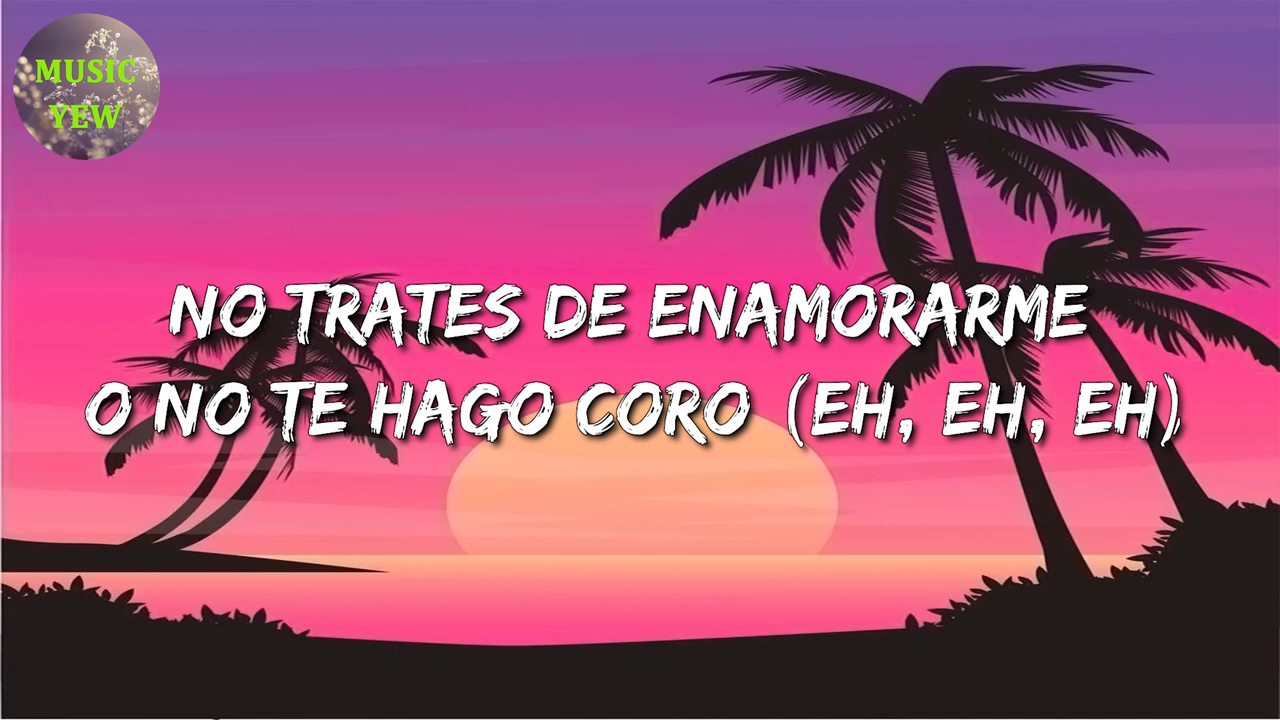 MUSIC
YEW
NO TRATES DE ENAMORARME
O NO TE HAGO CORO (EH, EH, EH)